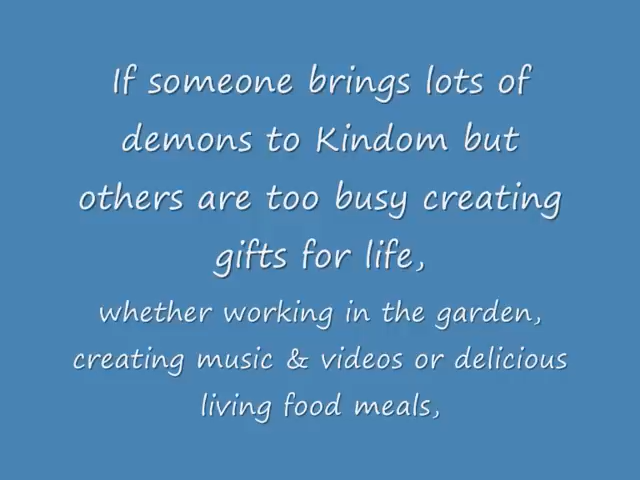 If someone brings lots of
demons to Kindom but
others are too busy creating
gifts for life,
whether working in the garden,
creating music & videos or delicious
living food meals,